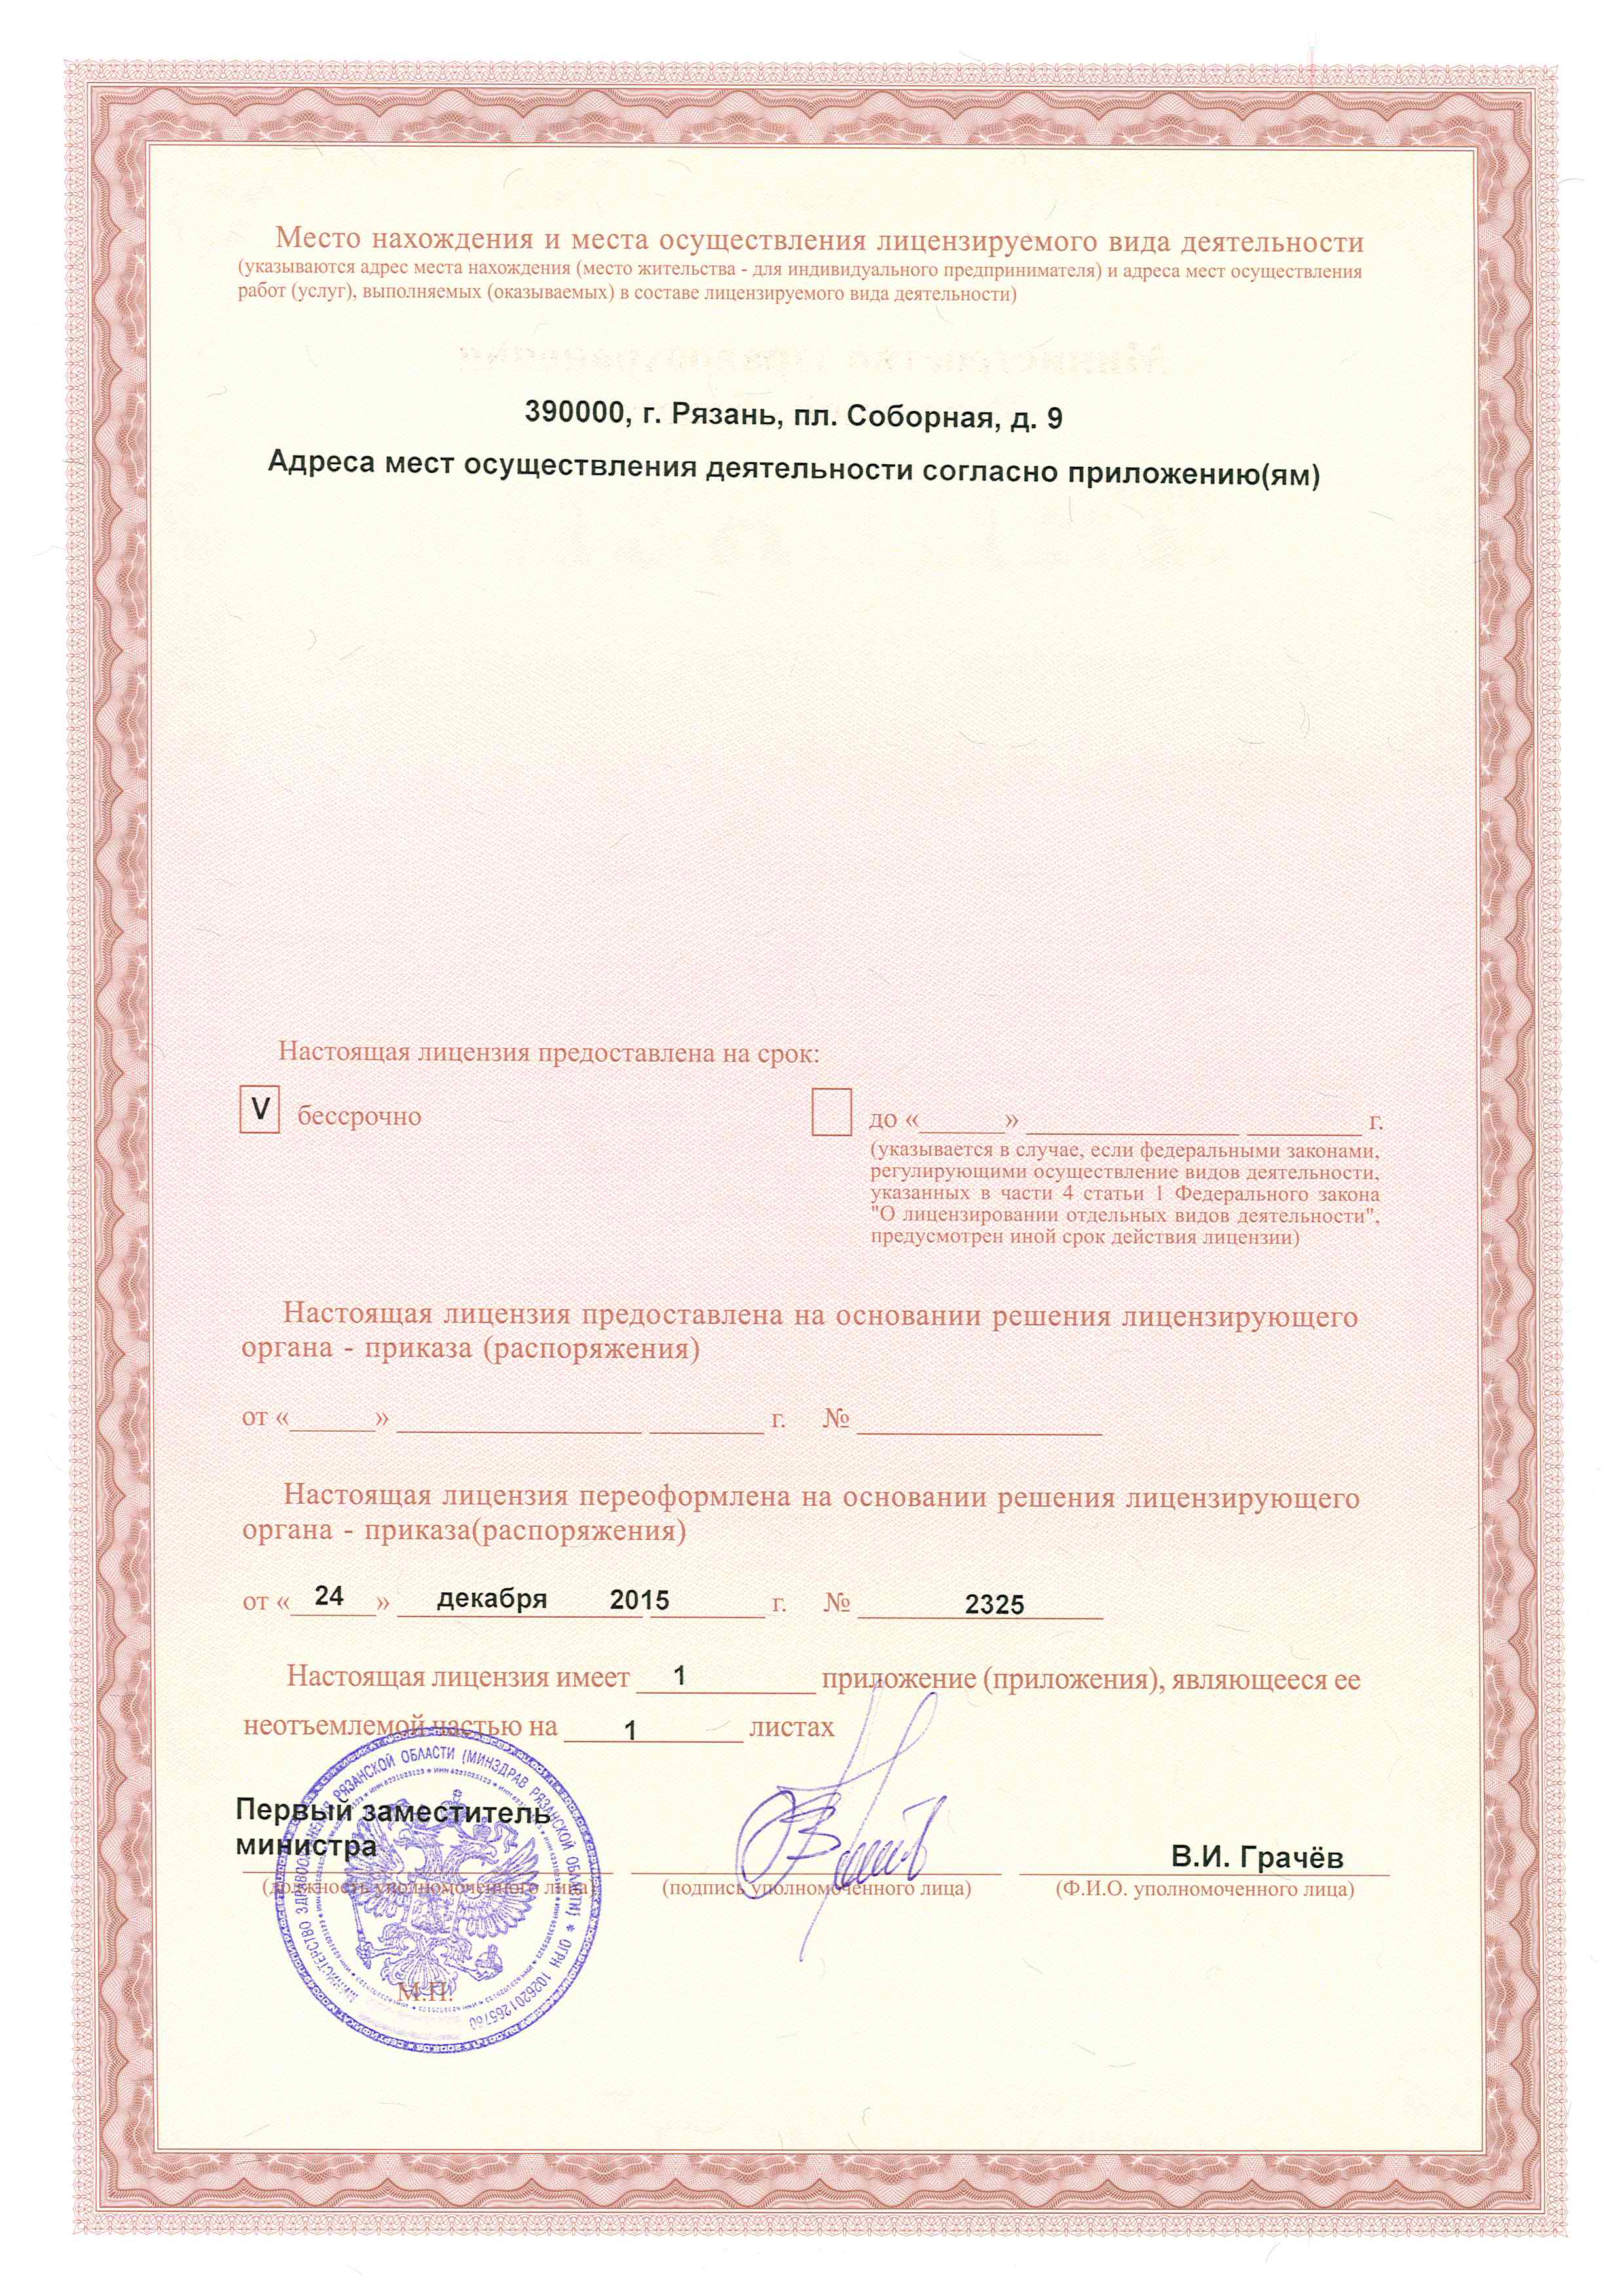 Место нахождения и места осуществления лицензируемого вида деятельности
(указываются адрес места нахождения (место жительства - для индивидуального предпринимателя) и адреса мест осуществления
работ (услуг), выполняемых (оказываемых) в составе лицензируемого вида деятельности)
390000, г. Рязань, пл. Соборная, д. 9
Адреса мест осуществления деятельности согласно приложению(ям)
Настоящая лицензия предоставлена на срок:
V бессрочно
до «______» _______________ ________ г.
(указывается в случае, если федеральными законами,
регулирующими осуществление видов деятельности,
указанных в части 4 статьи 1 Федерального закона
"О лицензировании отдельных видов деятельности",
предусмотрен иной срок действия лицензии)
Настоящая лицензия предоставлена на основании решения лицензирующего
органа - приказа (распоряжения)
от «______» _________________ ________ г. № _________________
Настоящая лицензия переоформлена на основании решения лицензирующего
органа - приказа(распоряжения)
от « 24 » декабря 2015 г. № 2325
Настоящая лицензия имеет 1 приложение (приложения), являющееся ее
неотъемлемой частью на 1 листах
Первый заместитель
министра
В.И. Грачёв
(должность уполномоченного лица)
(подпись уполномоченного лица)
(Ф.И.О. уполномоченного лица)
М.П.
МИНИСТЕРСТВО ЗДРАВООХРАНЕНИЯ РЯЗАНСКОЙ ОБЛАСТИ (МИНЗДРАВ РЯЗАНСКОЙ ОБЛАСТИ) * ОГРН 1026201265760